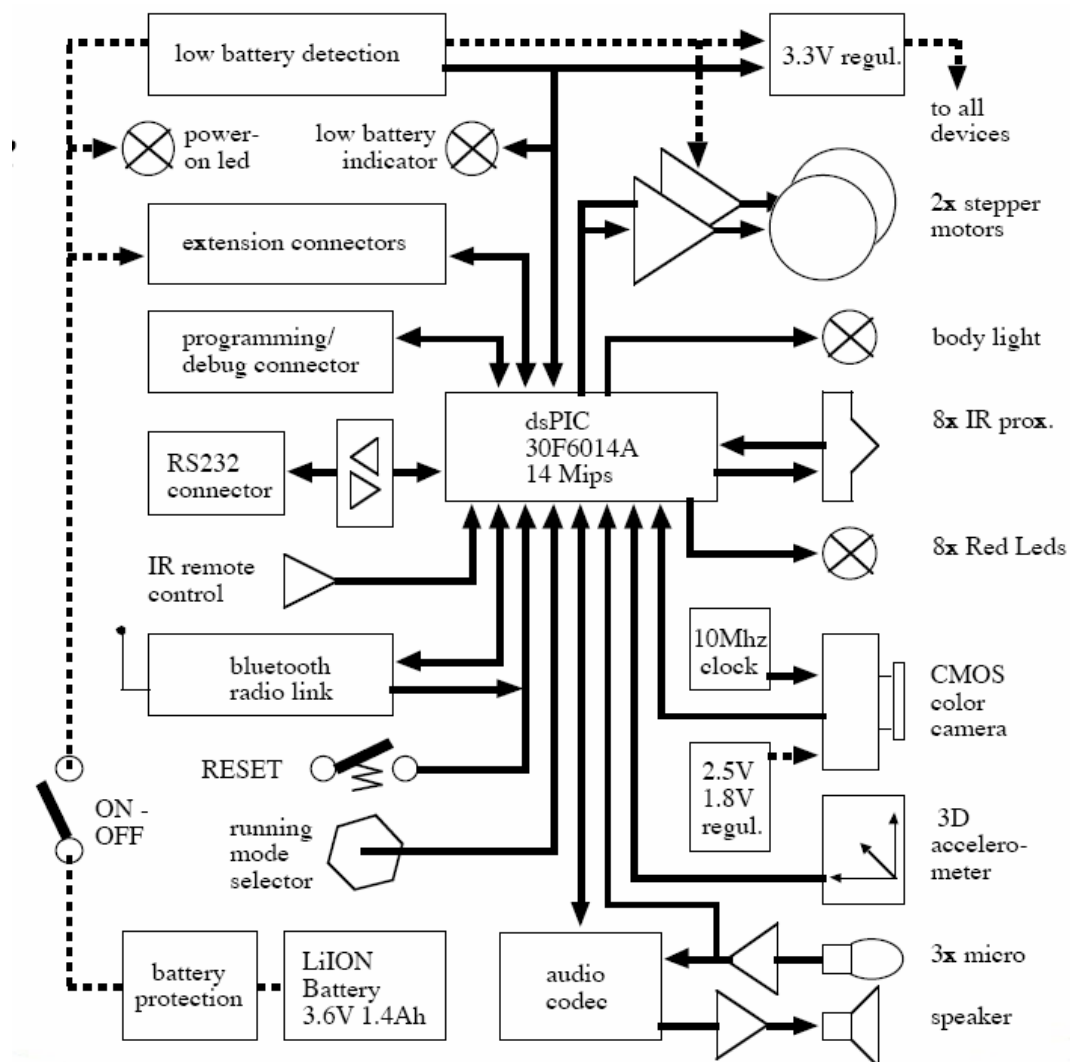 low battery detection
3.3V regul.
to all
devices
power-
on led
low battery
indicator
2x stepper
motors
extension connectors
programming/
debug connector
body light
dsPIC
30F6014A
14 Mips
8x IR prox.
RS232
connector
8x Red Leds
IR remote
control
10Mhz
clock
bluetooth
radio link
CMOS
color
camera
RESET
2.5V
1.8V
regul.
ON -
OFF
running
mode
selector
3D
accelero-
meter
battery
protection
LiION
Battery
3.6V 1.4Ah
audio
codec
3x micro
speaker